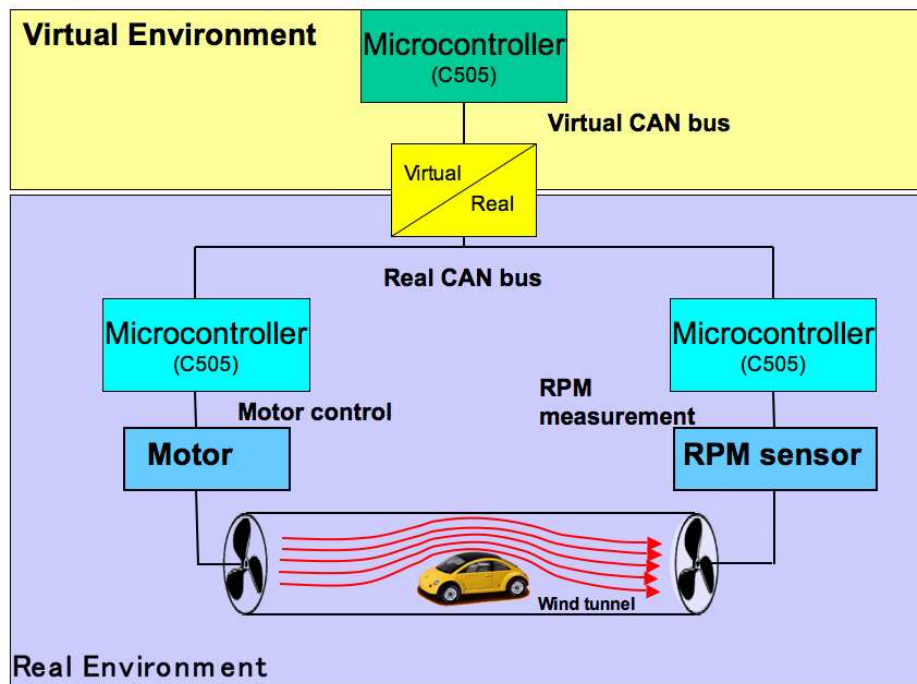 Virtual Environment
Microcontroller
(C505)
Virtual CAN bus
Virtual
Real
Real CAN bus
Microcontroller
(C505)
Microcontroller
(C505)
Motor control
RPM
measurement
Motor
RPM sensor
Wind tunnel
Real Environment